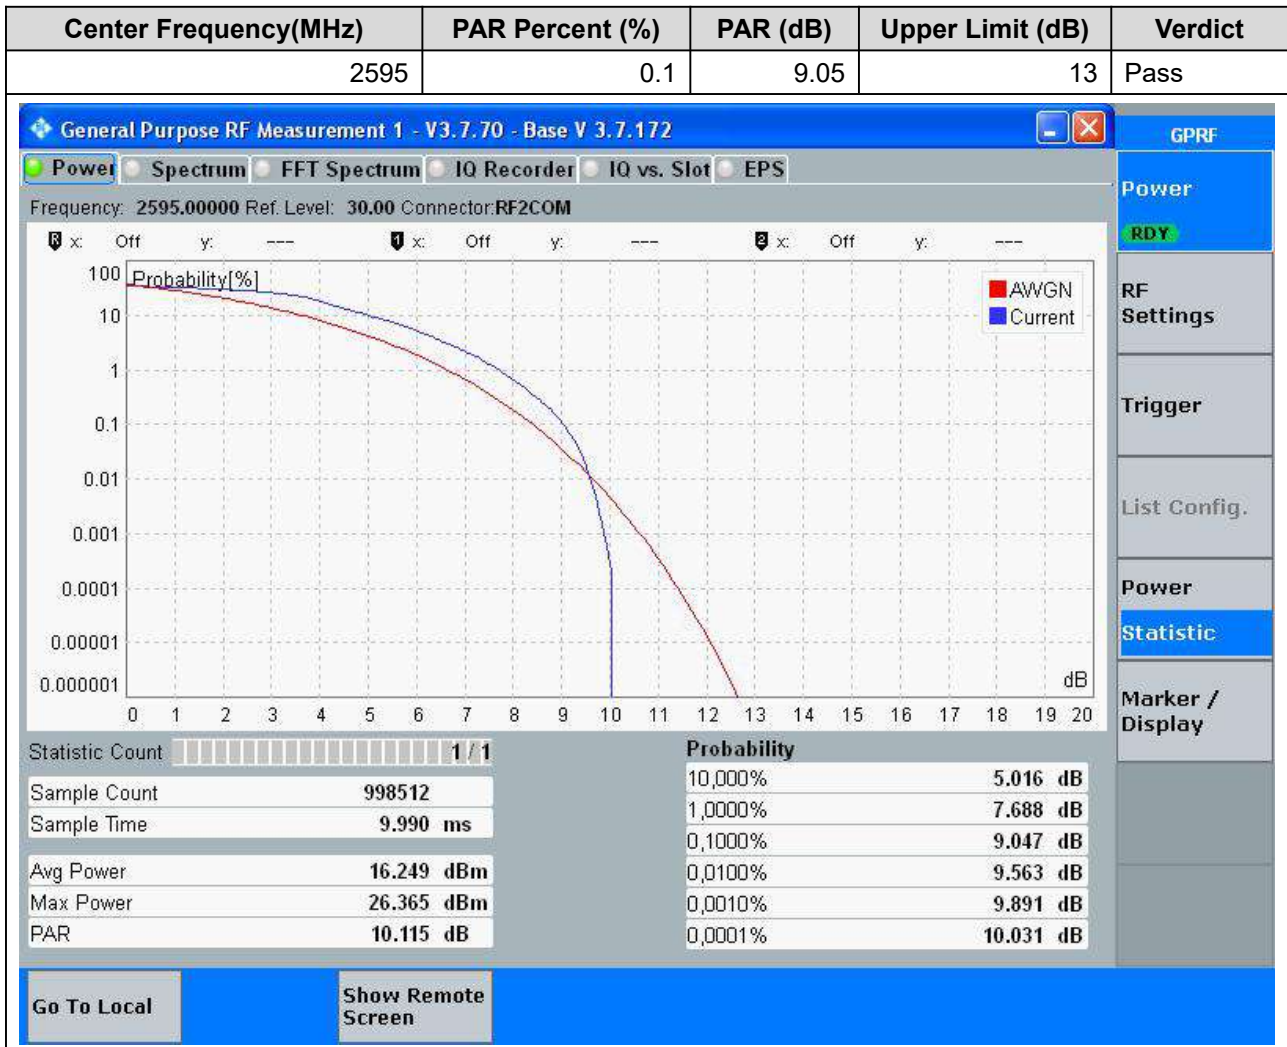 Center Frequency(MHz) PAR Percent (%) PAR (dB) Upper Limit (dB) Verdict
2595 0.1 9.05 13 Pass
General Purpose RF Measurement 1 - V3.7.70 - Base V 3.7.172
GPRF
Power Spectrum FFT Spectrum IQ Recorder IQ vs. Slot EPS
Frequency: 2595.00000 Ref. Level: 30.00 Connector:RF2COM
R x: Off y: --- 1 x: Off y: --- 2 x: Off y: ---
Probability[%]
AWGN
Current
100
10
1
0.1
0.01
0.001
0.0001
0.00001
0.000001
dB
0 1 2 3 4 5 6 7 8 9 10 11 12 13 14 15 16 17 18 19 20
Statistic Count 1 / 1
Sample Count 998512
Sample Time 9.990 ms
Avg Power 16.249 dBm
Max Power 26.365 dBm
PAR 10.115 dB
Probability
10,000% 5.016 dB
1,0000% 7.688 dB
0,1000% 9.047 dB
0,0100% 9.563 dB
0,0010% 9.891 dB
0,0001% 10.031 dB
Power
RDY
RF
Settings
Trigger
List Config.
Power
Statistic
Marker /
Display
Go To Local
Show Remote
Screen